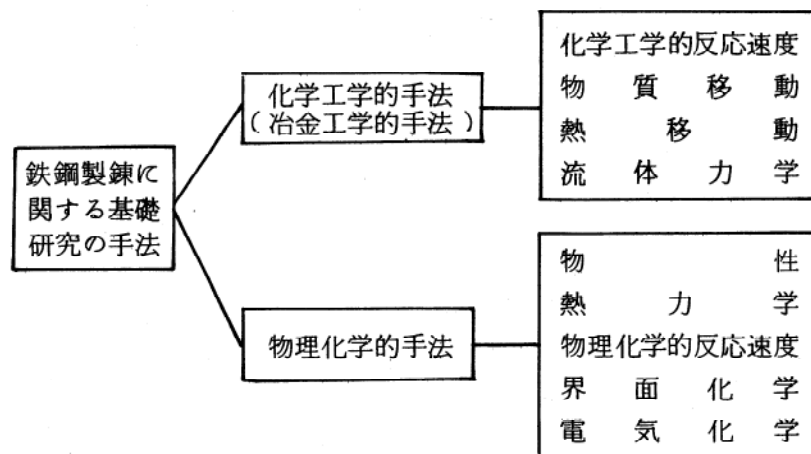 鉄鋼製錬に
関する基礎
研究の手法
化学工学的手法
(冶金工学的手法)
化学工学的反応速度
物質移動
熱移動
流体力学
物理化学的手法
物性
熱力学
物理化学的反応速度
界面化学
電気化学